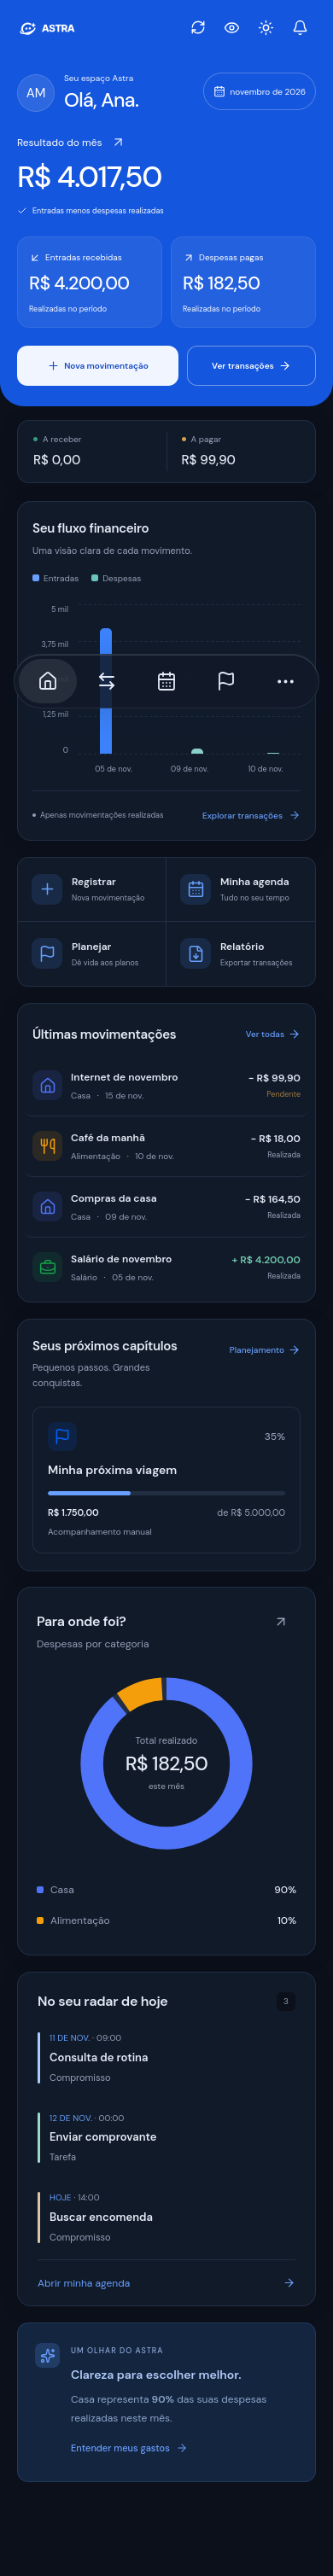 ASTRA
AM
Seu espaço Astra
Olá, Ana.
novembro de 2026
Resultado do mês
R$ 4.017,50
Entradas menos despesas realizadas
Entradas recebidas
R$ 4.200,00
Realizadas no período
Despesas pagas
R$ 182,50
Realizadas no período
Nova movimentação
Ver transações
A receber
R$ 0,00
A pagar
R$ 99,90
Seu fluxo financeiro
Uma visão clara de cada movimento.
Entradas
Despesas
5 mil
3,75 mil
1,25 mil
0
05 de nov.
09 de nov.
10 de nov.
Apenas movimentações realizadas
Explorar transações
Registrar
Nova movimentação
Minha agenda
Tudo no seu tempo
Planejar
Dê vida aos planos
Relatório
Exportar transações
Últimas movimentações
Ver todas
Internet de novembro
- R$ 99,90
Casa · 15 de nov.
Pendente
Café da manhã
- R$ 18,00
Alimentação · 10 de nov.
Realizada
Compras da casa
- R$ 164,50
Casa · 09 de nov.
Realizada
Salário de novembro
+ R$ 4.200,00
Salário · 05 de nov.
Realizada
Seus próximos capítulos
Planejamento
Pequenos passos. Grandes
conquistas.
35%
Minha próxima viagem
R$ 1.750,00
de R$ 5.000,00
Acompanhamento manual
Para onde foi?
Despesas por categoria
Total realizado
R$ 182,50
este mês
Casa
90%
Alimentação
10%
No seu radar de hoje
3
11 DE NOV. · 09:00
Consulta de rotina
Compromisso
12 DE NOV. · 00:00
Enviar comprovante
Tarefa
HOJE · 14:00
Buscar encomenda
Compromisso
Abrir minha agenda
UM OLHAR DO ASTRA
Clareza para escolher melhor.
Casa representa 90% das suas despesas
realizadas neste mês.
Entender meus gastos